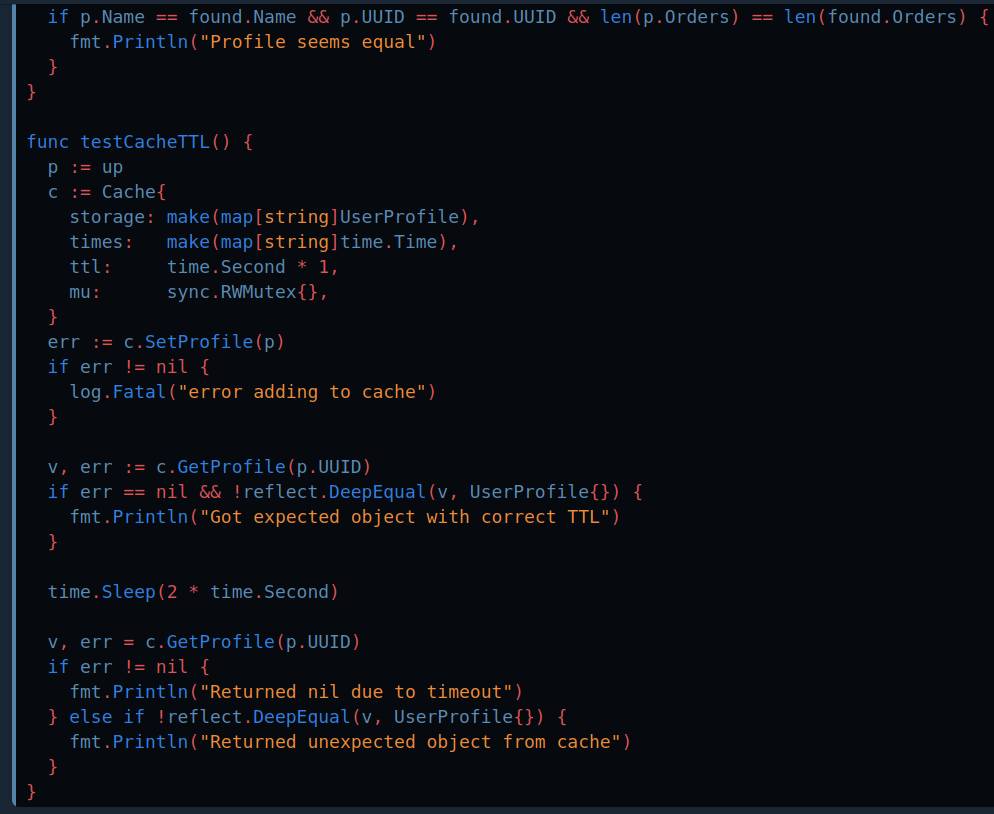 if p.Name == found.Name && p.UUID == found.UUID && len(p.Orders) == len(found.Orders) {
    fmt.Println("Profile seems equal")
  }
}

func testCacheTTL() {
  p := up
  c := Cache{
    storage: make(map[string]UserProfile),
    times:   make(map[string]time.Time),
    ttl:     time.Second * 1,
    mu:      sync.RWMutex{},
  }
  err := c.SetProfile(p)
  if err != nil {
    log.Fatal("error adding to cache")
  }

  v, err := c.GetProfile(p.UUID)
  if err == nil && !reflect.DeepEqual(v, UserProfile{}) {
    fmt.Println("Got expected object with correct TTL")
  }

  time.Sleep(2 * time.Second)

  v, err = c.GetProfile(p.UUID)
  if err != nil {
    fmt.Println("Returned nil due to timeout")
  } else if !reflect.DeepEqual(v, UserProfile{}) {
    fmt.Println("Returned unexpected object from cache")
  }
}